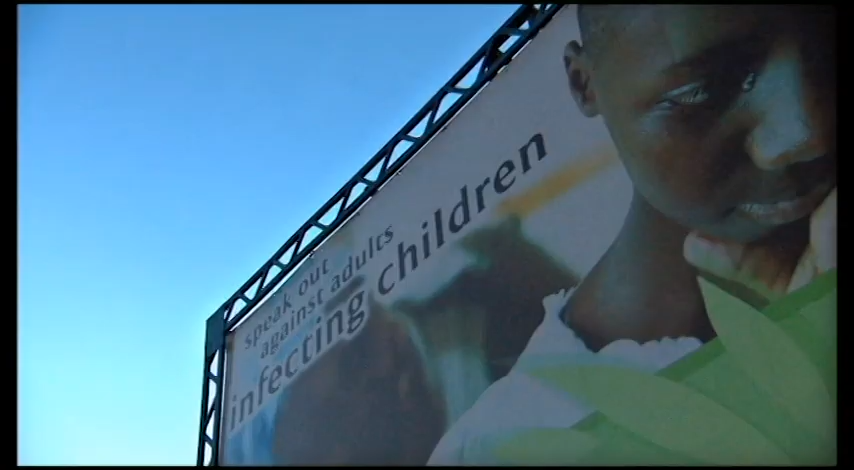 speak out
against adults
infecting children